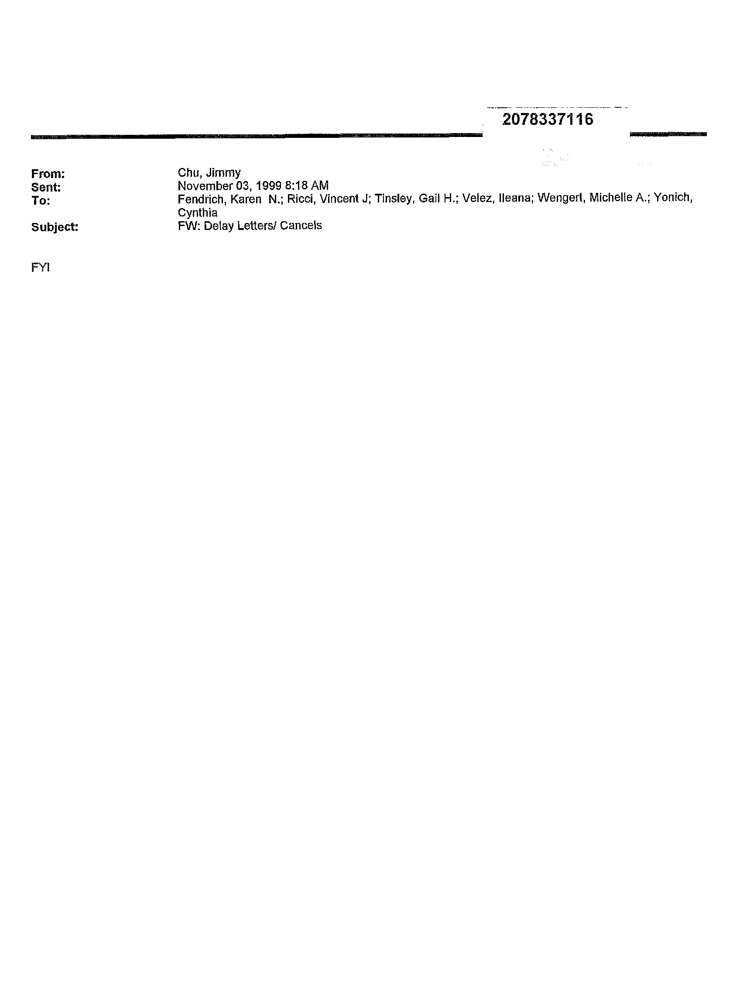 2078337116
From: Chu, Jimmy
Sent: November 03, 1999 8:18 AM
To: Fendrich, Karen N.; Ricci, Vincent J; Tinsley, Gail H.; Velez, Ileana; Wengert, Michelle A.; Yonich,
Cynthia
Subject: FW: Delay Letters/ Cancels
FYI